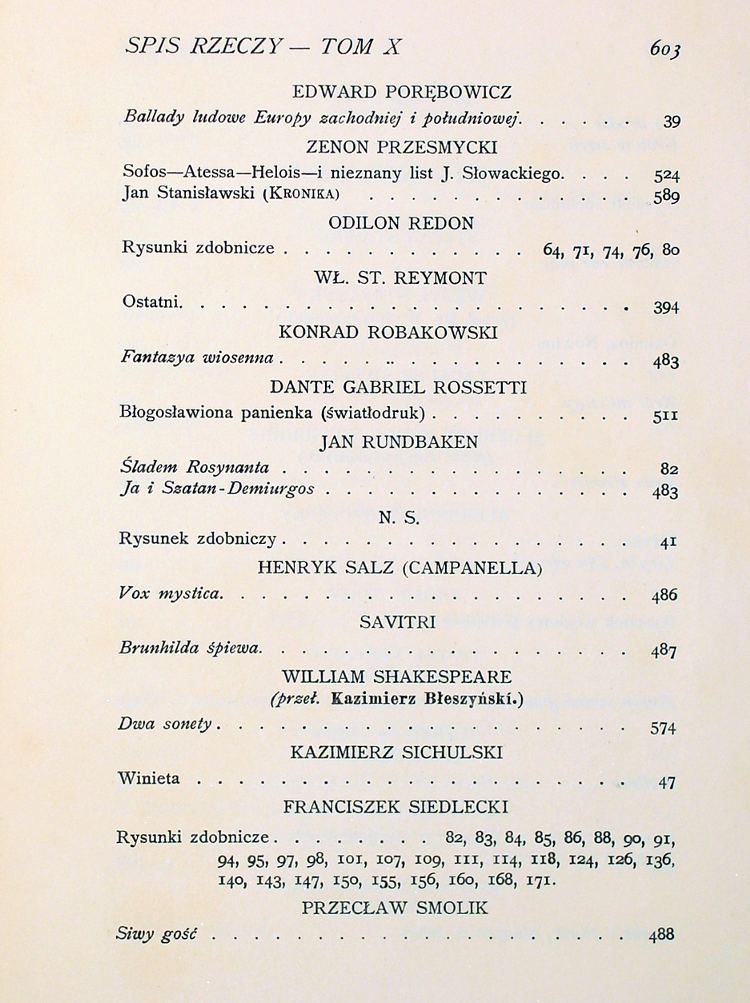 SPIS RZECZY — TOM X 603
EDWARD PORĘBOWICZ
Ballady ludowe Europy zachodniej i południowej. . . . . . 39
ZENON PRZESMYCKI
Sofos—Atessa—Helois—i nieznany list J. Słowackiego. . . . 524
Jan Stanisławski (KRONIKA) . . . . . . . . . . . . 589
ODILON REDON
Rysunki zdobnicze . . . . . . . . . . . . 64, 71, 74, 76, 80
WŁ. ST. REYMONT
Ostatni. . . . . . . . . . . . . . . . . . . . . 394
KONRAD ROBAKOWSKI
Fantazya wiosenna . . . . . . . . . . . . . . . . 483
DANTE GABRIEL ROSSETTI
Błogosławiona panienka (światłodruk) . . . . . . . . . 511
JAN RUNDBAKEN
Śladem Rosynanta . . . . . . . . . . . . . . . . 82
Ja i Szatan-Demiurgos . . . . . . . . . . . . . . 483
N. S.
Rysunek zdobniczy . . . . . . . . . . . . . . . . 41
HENRYK SALZ (CAMPANELLA)
Vox mystica. . . . . . . . . . . . . . . . . . . 486
SAVITRI
Brunhilda śpiewa. . . . . . . . . . . . . . . . . 487
WILLIAM SHAKESPEARE
(przeł. Kazimierz Błeszyński.)
Dwa sonety . . . . . . . . . . . . . . . . . . . 574
KAZIMIERZ SICHULSKI
Winieta . . . . . . . . . . . . . . . . . . . . 47
FRANCISZEK SIEDLECKI
Rysunki zdobnicze . . . . . . . . 82, 83, 84, 85, 86, 88, 90, 91,
94, 95, 97, 98, 101, 107, 109, 111, 114, 118, 124, 126, 136,
140, 143, 147, 150, 155, 156, 160, 168, 171.
PRZECŁAW SMOLIK
Siwy gość . . . . . . . . . . . . . . . . . . . 488